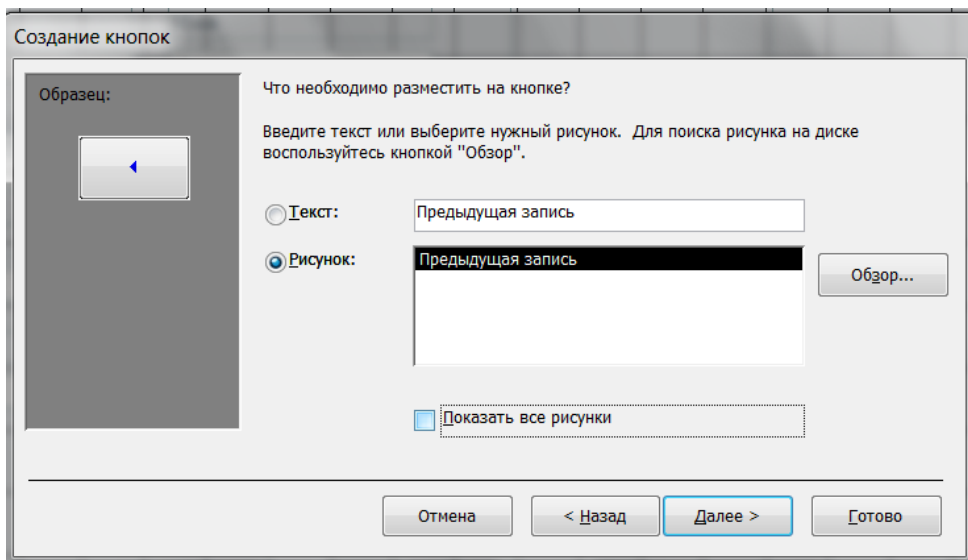 Создание кнопок
Образец:
Что необходимо разместить на кнопке?
Введите текст или выберите нужный рисунок. Для поиска рисунка на диске
воспользуйтесь кнопкой "Обзор".
Текст:
Предыдущая запись
Рисунок:
Предыдущая запись
Обзор...
Показать все рисунки
Отмена
< Назад
Далее >
Готово